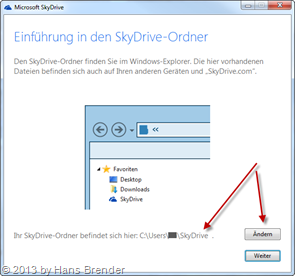 Microsoft SkyDrive
Einführung in den SkyDrive-Ordner
Den SkyDrive-Ordner finden Sie im Windows-Explorer. Die hier vorhandenen
Dateien befinden sich auch auf Ihren anderen Geräten und „SkyDrive.com“.
Favoriten
Desktop
Downloads
SkyDrive
Ihr SkyDrive-Ordner befindet sich hier: C:\Users\ \SkyDrive .
Ändern
Weiter
© 2013 by Hans Brender